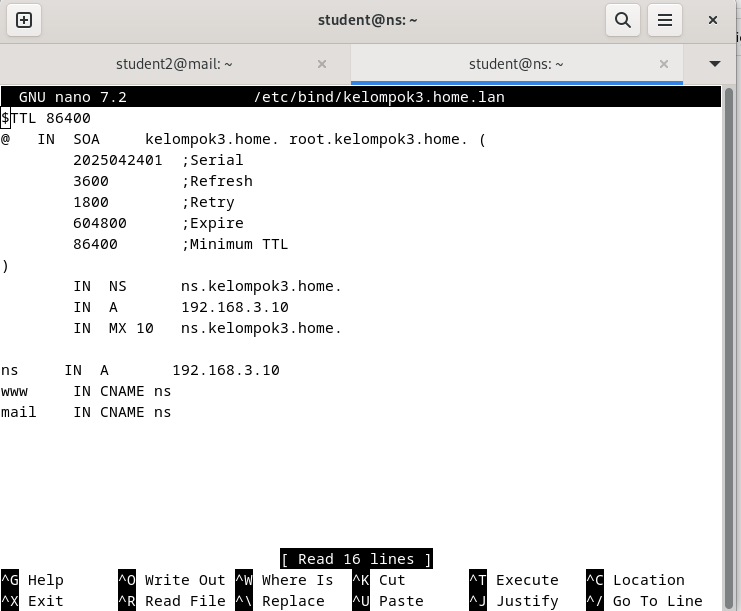 student@ns: ~
student2@mail: ~
student@ns: ~
GNU nano 7.2 /etc/bind/kelompok3.home.lan
$TTL 86400
@ IN SOA kelompok3.home. root.kelompok3.home. (
2025042401 ;Serial
3600 ;Refresh
1800 ;Retry
604800 ;Expire
86400 ;Minimum TTL
)
IN NS ns.kelompok3.home.
IN A 192.168.3.10
IN MX 10 ns.kelompok3.home.
ns IN A 192.168.3.10
www IN CNAME ns
mail IN CNAME ns
[ Read 16 lines ]
^G Help ^O Write Out ^W Where Is ^K Cut ^T Execute ^C Location
^X Exit ^R Read File ^\ Replace ^U Paste ^J Justify ^/ Go To Line